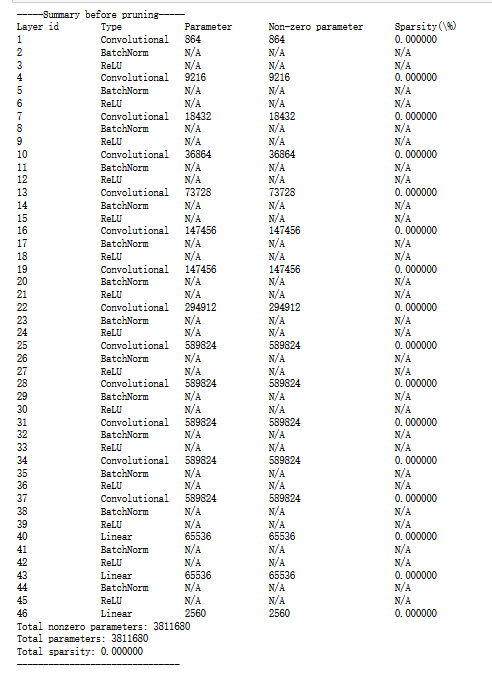 -----Summary before pruning-----
Layer id Type Parameter Non-zero parameter Sparsity(\%)
1 Convolutional 864 864 0.000000
2 BatchNorm N/A N/A N/A
3 ReLU N/A N/A N/A
4 Convolutional 9216 9216 0.000000
5 BatchNorm N/A N/A N/A
6 ReLU N/A N/A N/A
7 Convolutional 18432 18432 0.000000
8 BatchNorm N/A N/A N/A
9 ReLU N/A N/A N/A
10 Convolutional 36864 36864 0.000000
11 BatchNorm N/A N/A N/A
12 ReLU N/A N/A N/A
13 Convolutional 73728 73728 0.000000
14 BatchNorm N/A N/A N/A
15 ReLU N/A N/A N/A
16 Convolutional 147456 147456 0.000000
17 BatchNorm N/A N/A N/A
18 ReLU N/A N/A N/A
19 Convolutional 147456 147456 0.000000
20 BatchNorm N/A N/A N/A
21 ReLU N/A N/A N/A
22 Convolutional 294912 294912 0.000000
23 BatchNorm N/A N/A N/A
24 ReLU N/A N/A N/A
25 Convolutional 589824 589824 0.000000
26 BatchNorm N/A N/A N/A
27 ReLU N/A N/A N/A
28 Convolutional 589824 589824 0.000000
29 BatchNorm N/A N/A N/A
30 ReLU N/A N/A N/A
31 Convolutional 589824 589824 0.000000
32 BatchNorm N/A N/A N/A
33 ReLU N/A N/A N/A
34 Convolutional 589824 589824 0.000000
35 BatchNorm N/A N/A N/A
36 ReLU N/A N/A N/A
37 Convolutional 589824 589824 0.000000
38 BatchNorm N/A N/A N/A
39 ReLU N/A N/A N/A
40 Linear 65536 65536 0.000000
41 BatchNorm N/A N/A N/A
42 ReLU N/A N/A N/A
43 Linear 65536 65536 0.000000
44 BatchNorm N/A N/A N/A
45 ReLU N/A N/A N/A
46 Linear 2560 2560 0.000000
Total nonzero parameters: 3811680
Total parameters: 3811680
Total sparsity: 0.000000
-------------------------------